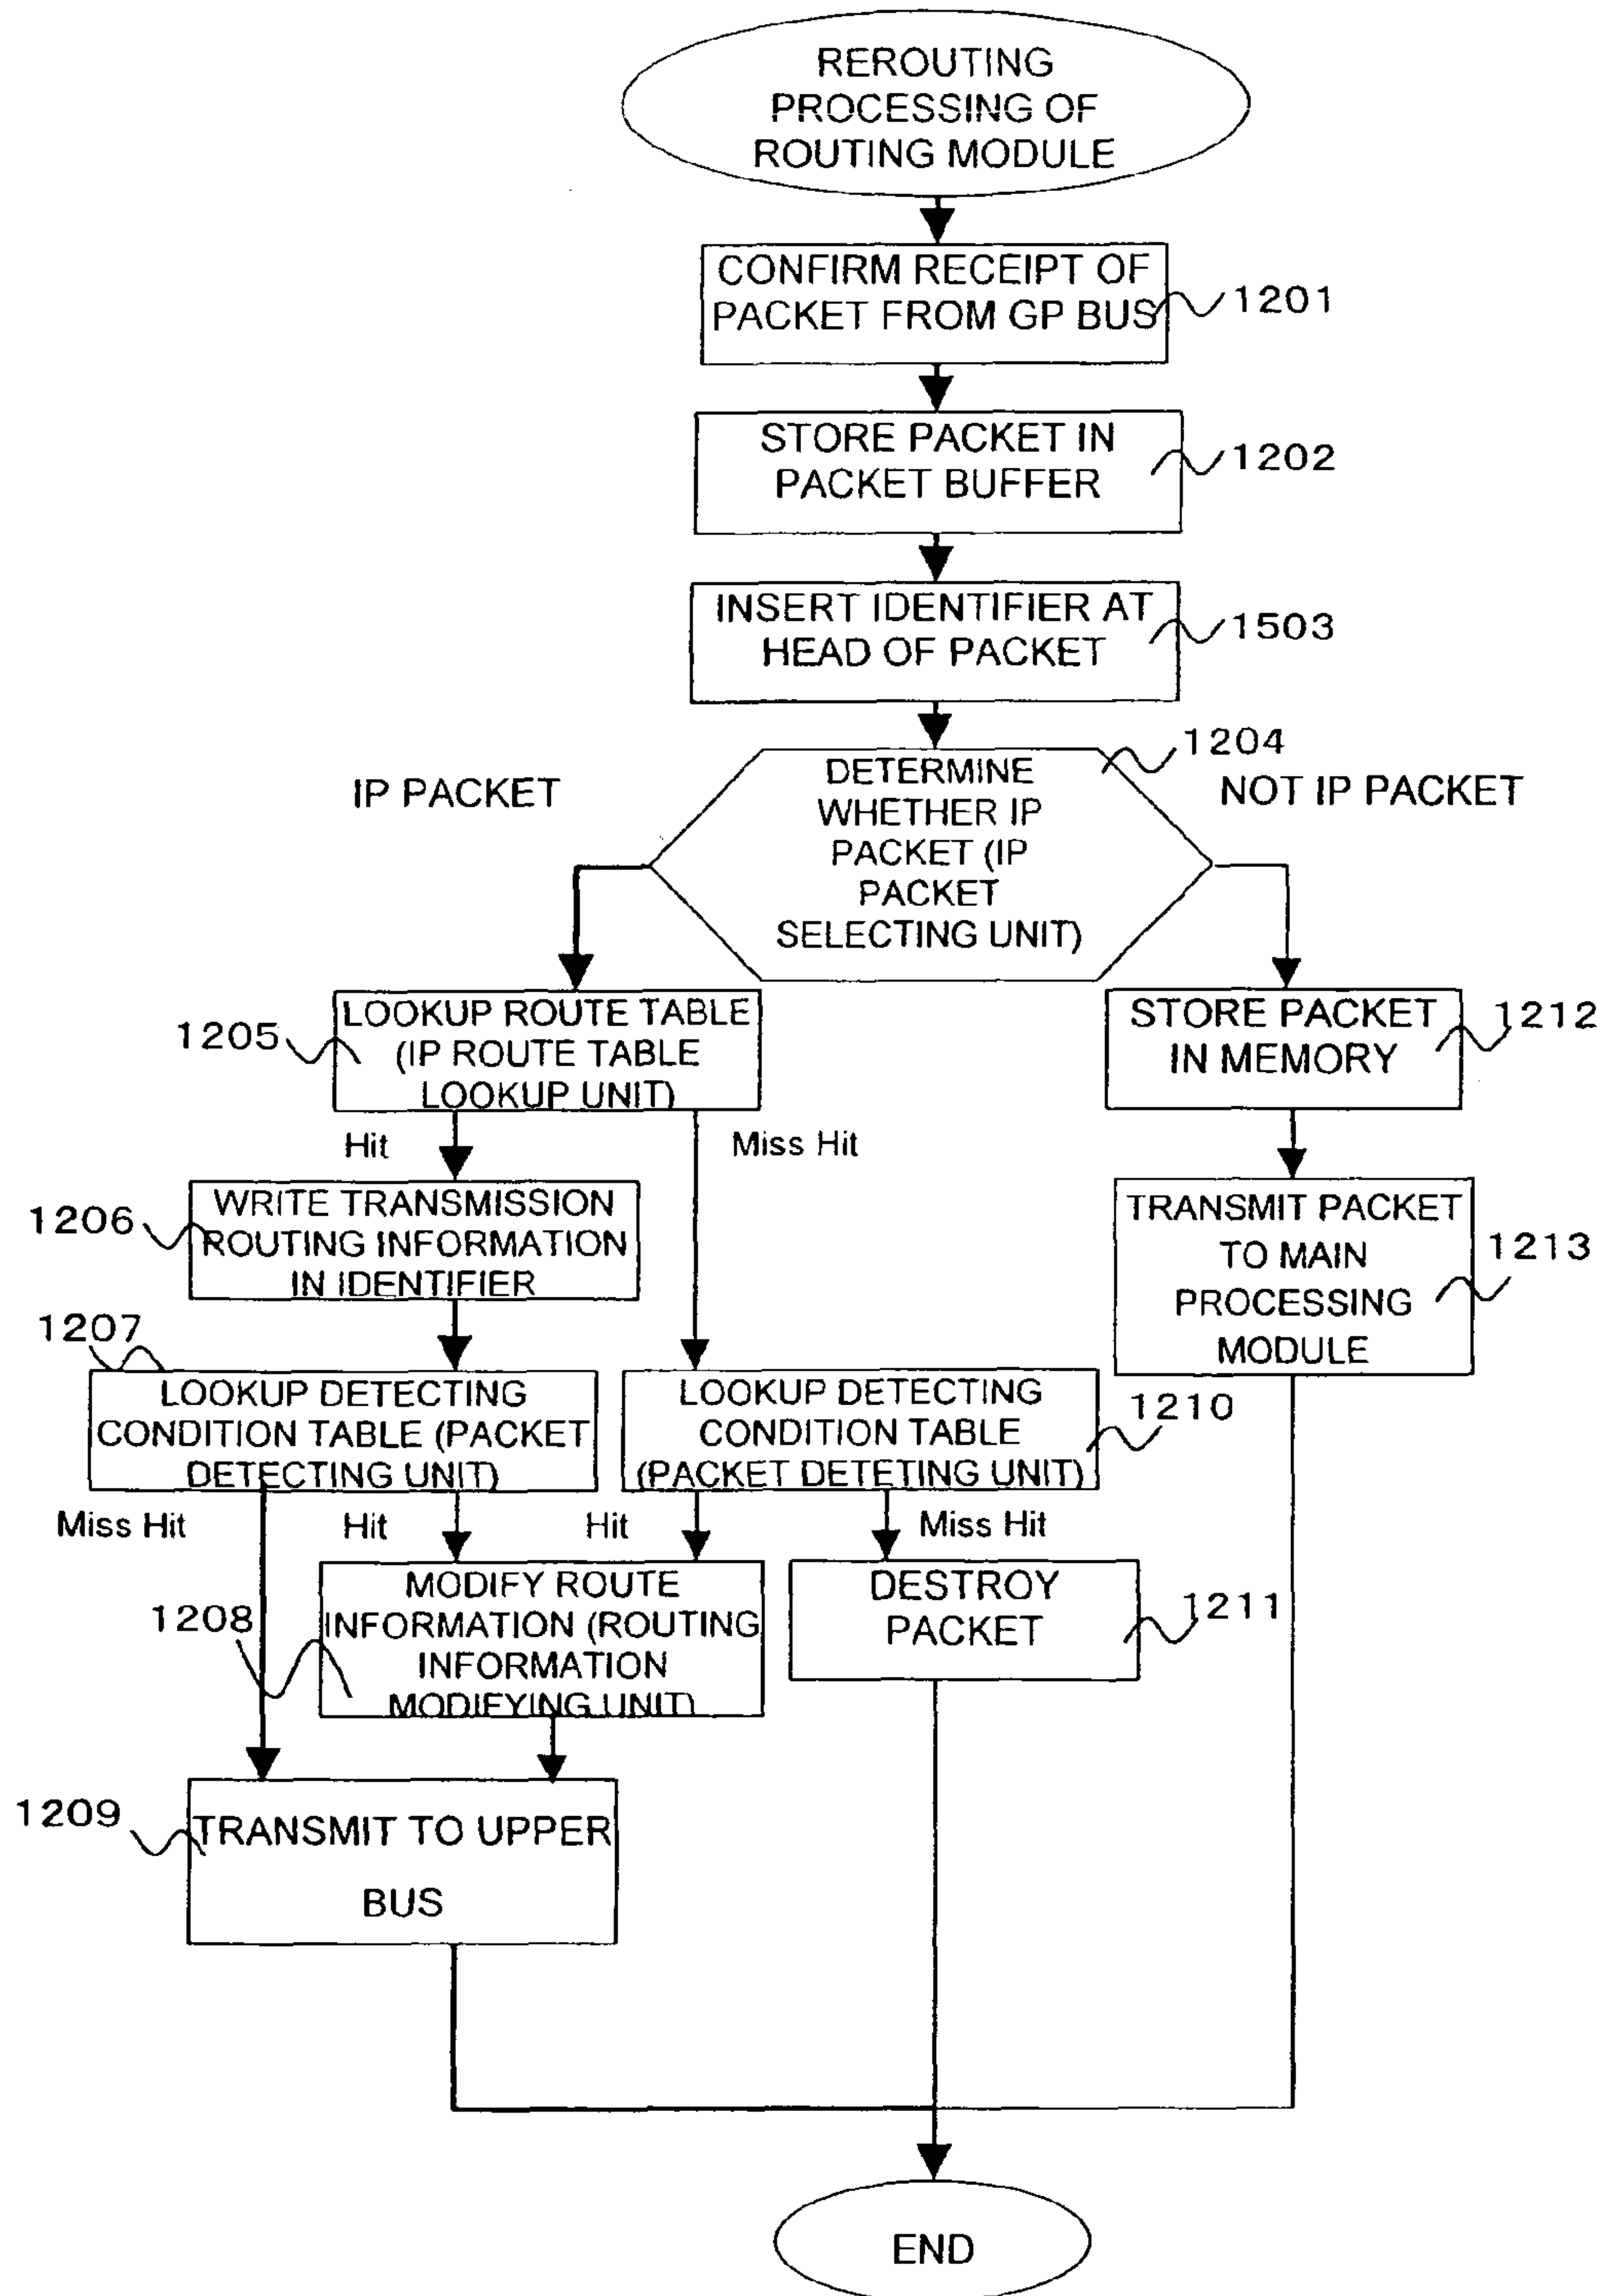 REROUTING
PROCESSING OF
ROUTING MODULE
CONFIRM RECEIPT OF
PACKET FROM GP BUS
1201
STORE PACKET IN
PACKET BUFFER
1202
INSERT IDENTIFIER AT
HEAD OF PACKET
1503
1204
IP PACKET
DETERMINE
WHETHER IP
PACKET (IP
PACKET
SELECTING UNIT)
NOT IP PACKET
1205
LOOKUP ROUTE TABLE
(IP ROUTE TABLE
LOOKUP UNIT)
STORE PACKET
IN MEMORY
1212
Hit
Miss Hit
1206
WRITE TRANSMISSION
ROUTING INFORMATION
IN IDENTIFIER
TRANSMIT PACKET
TO MAIN
PROCESSING
MODULE
1213
1207
LOOKUP DETECTING
CONDITION TABLE (PACKET
DETECTING UNIT)
LOOKUP DETECTING
CONDITION TABLE
(PACKET DETETING UNIT)
1210
Miss Hit
Hit
Hit
Miss Hit
1208
MODIFY ROUTE
INFORMATION (ROUTING
INFORMATION
MODIFYING UNIT)
DESTROY
PACKET
1211
1209
TRANSMIT TO UPPER
BUS
END